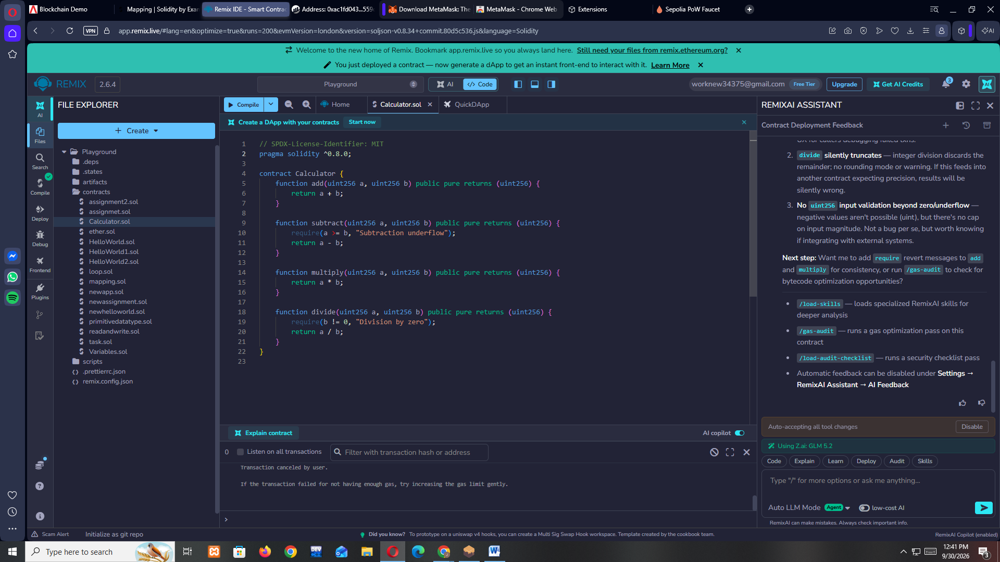 Blockchain Demo
Mapping | Solidity by Exam
Remix IDE - Smart Contrac
Address: 0xac1fd043...559
Download MetaMask: The
MetaMask - Chrome Web
Extensions
Sepolia PoW Faucet
VPN
app.remix.live/#lang=en&optimize=true&runs=200&evmVersion=london&version=soljson-v0.8.34+commit.80d5c536.js&language=Solidity
AI
Welcome to the new home of Remix. Bookmark app.remix.live so you always land here. Still need your files from remix.ethereum.org?
You just deployed a contract — now generate a dApp to get an instant front-end to interact with it. Learn More
REMIX
2.6.4
Playground
AI
</> Code
worknew34375@gmail.com Free Tier
Upgrade
Get AI Credits
3
AI
AI
Files
Search
Compile
Deploy
Debug
Frontend
Plugins
FILE EXPLORER
+ Create
Playground
.deps
.states
artifacts
contracts
assignment2.sol
assignmet.sol
Calculator.sol
ether.sol
HelloWorld.sol
HelloWorld1.sol
HelloWorld2.sol
loop.sol
mapping.sol
newapp.sol
newassignment.sol
newhelloworld.sol
primitivedatatype.sol
readandwrite.sol
task.sol
Variables.sol
scripts
{} .prettierrc.json
{} remix.config.json
Compile
Home
Calculator.sol
QuickDApp
Create a DApp with your contracts Start now
1 // SPDX-License-Identifier: MIT
2 pragma solidity ^0.8.0;
3
4 contract Calculator {
5 function add(uint256 a, uint256 b) public pure returns (uint256) {
6 return a + b;
7 }
8
9 function subtract(uint256 a, uint256 b) public pure returns (uint256) {
10 require(a >= b, "Subtraction underflow");
11 return a - b;
12 }
13
14 function multiply(uint256 a, uint256 b) public pure returns (uint256) {
15 return a * b;
16 }
17
18 function divide(uint256 a, uint256 b) public pure returns (uint256) {
19 require(b != 0, "Division by zero");
20 return a / b;
21 }
22 }
23
Explain contract
AI copilot
0 Listen on all transactions
Filter with transaction hash or address
Transaction canceled by user.
If the transaction failed for not having enough gas, try increasing the gas limit gently.
>
REMIXAI ASSISTANT
Contract Deployment Feedback
UX for callers debugging failed txns.
2. divide silently truncates — integer division discards the
remainder; no rounding mode or warning. If this feeds into
another contract expecting precision, results will be
silently wrong.
3. No uint256 input validation beyond zero/underflow —
negative values aren't possible (uint), but there's no cap
on input magnitude. Not a bug per se, but worth knowing
if integrating with external systems.
Next step: Want me to add require revert messages to add
and multiply for consistency, or run /gas-audit to check for
bytecode optimization opportunities?
• /load-skills — loads specialized RemixAI skills for
deeper analysis
• /gas-audit — runs a gas optimization pass on this
contract
• /load-audit-checklist — runs a security checklist pass
• Automatic feedback can be disabled under Settings →
RemixAI Assistant → AI Feedback
Auto-accepting all tool changes
Disable
Using Z.ai: GLM 5.2
Code
Explain
Learn
Deploy
Audit
Skills
Type "/" for more options or ask me anything...
Auto LLM Mode Agent
low-cost AI
RemixAI can make mistakes. Always check important info.
Scam Alert
Initialize as git repo
Did you know? To prototype on a uniswap v4 hooks, you can create a Multi Sig Swap Hook workspace. Template created by the cookbook team.
RemixAI Copilot (enabled)
Type here to search
DEV
12:41 PM
9/30/2026
3